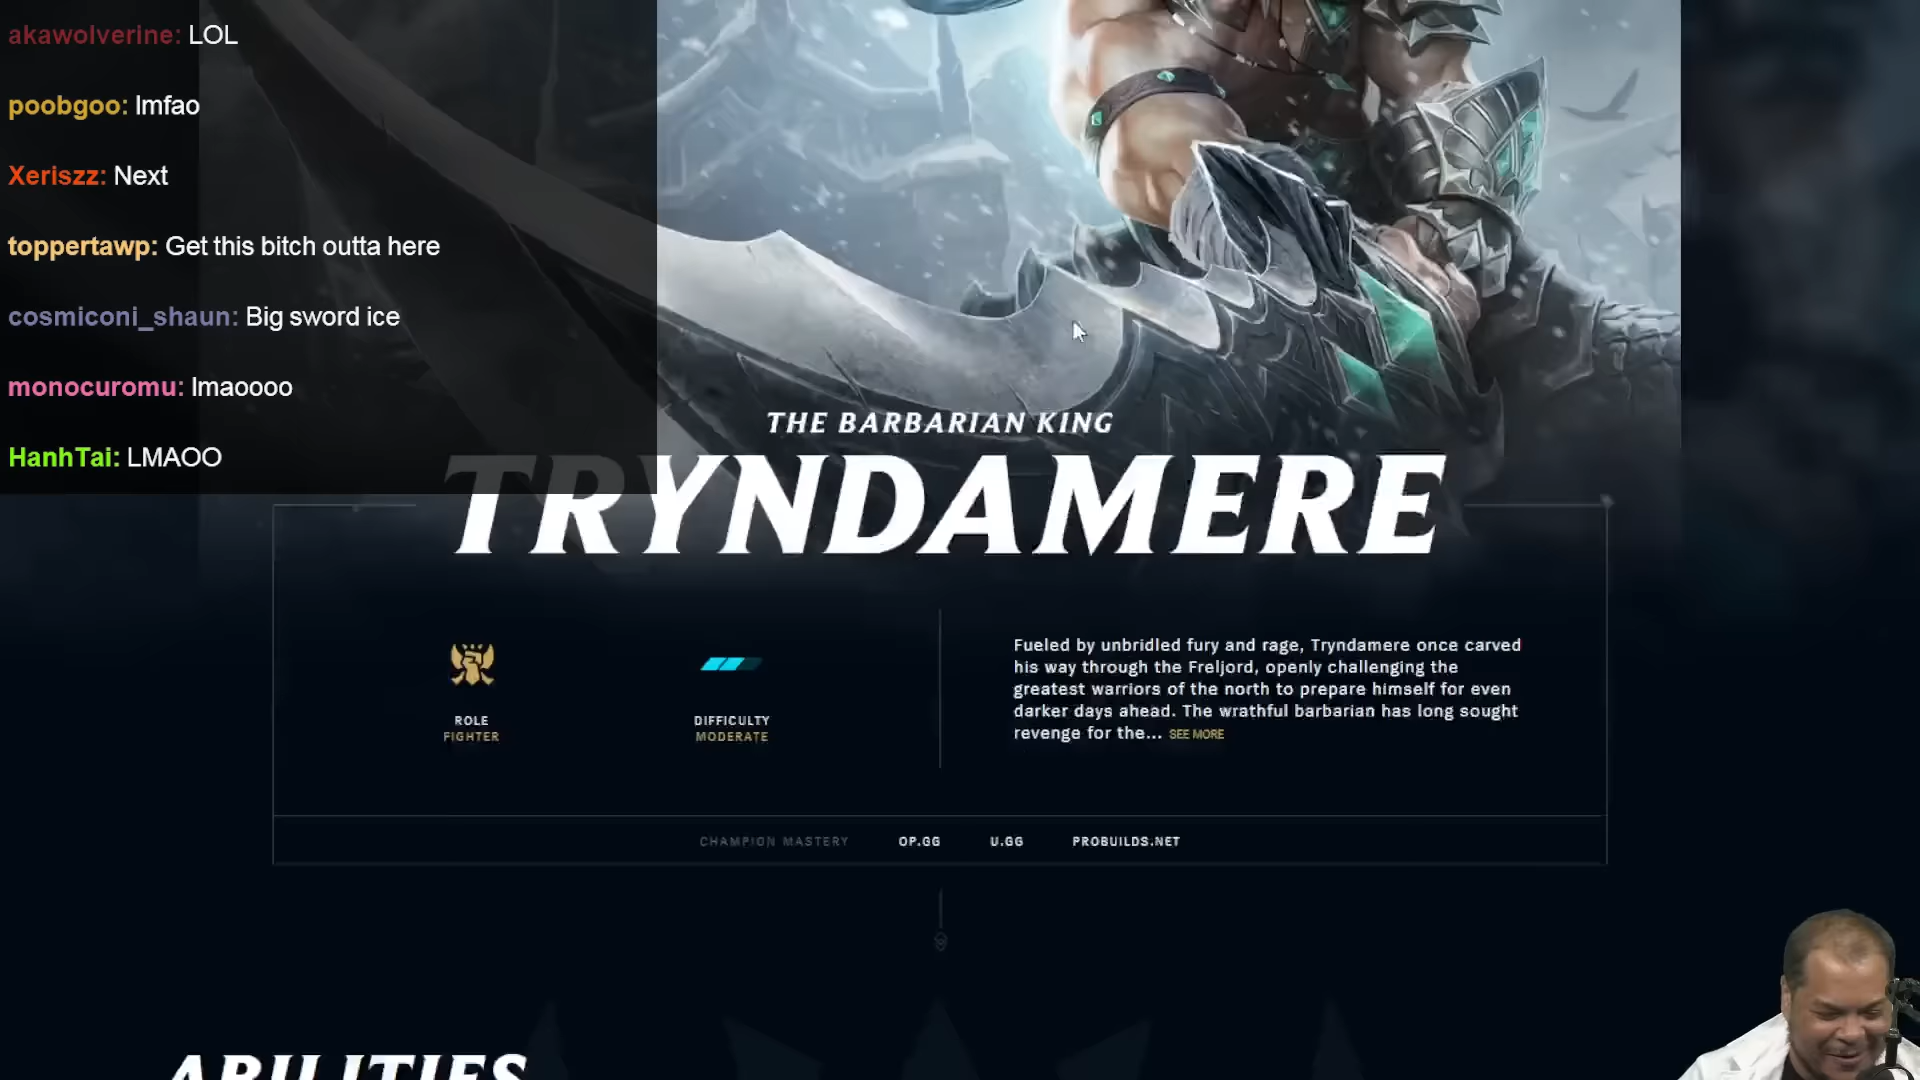 akawolverine: LOL
poobgoo: lmfao
Xeriszz: Next
toppertawp: Get this bitch outta here
cosmiconi_shaun: Big sword ice
monocuromu: lmaoooo
HanhTai: LMAOO
THE BARBARIAN KING
TRYNDAMERE
ROLE
FIGHTER
DIFFICULTY
MODERATE
Fueled by unbridled fury and rage, Tryndamere once carved
his way through the Freljord, openly challenging the
greatest warriors of the north to prepare himself for even
darker days ahead. The wrathful barbarian has long sought
revenge for the... SEE MORE
CHAMPION MASTERY OP.GG U.GG PROBUILDS.NET
ABILITIES